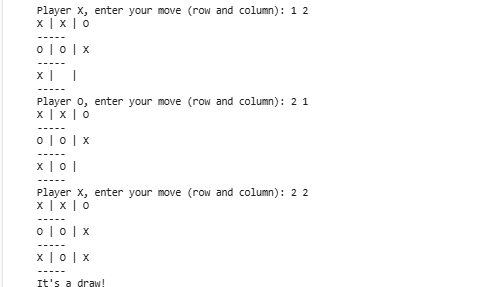 Player X, enter your move (row and column): 1 2
X | X | O
-----
O | O | X
-----
X |   |
-----
Player O, enter your move (row and column): 2 1
X | X | O
-----
O | O | X
-----
X | O |
-----
Player X, enter your move (row and column): 2 2
X | X | O
-----
O | O | X
-----
X | O | X
-----
It's a draw!